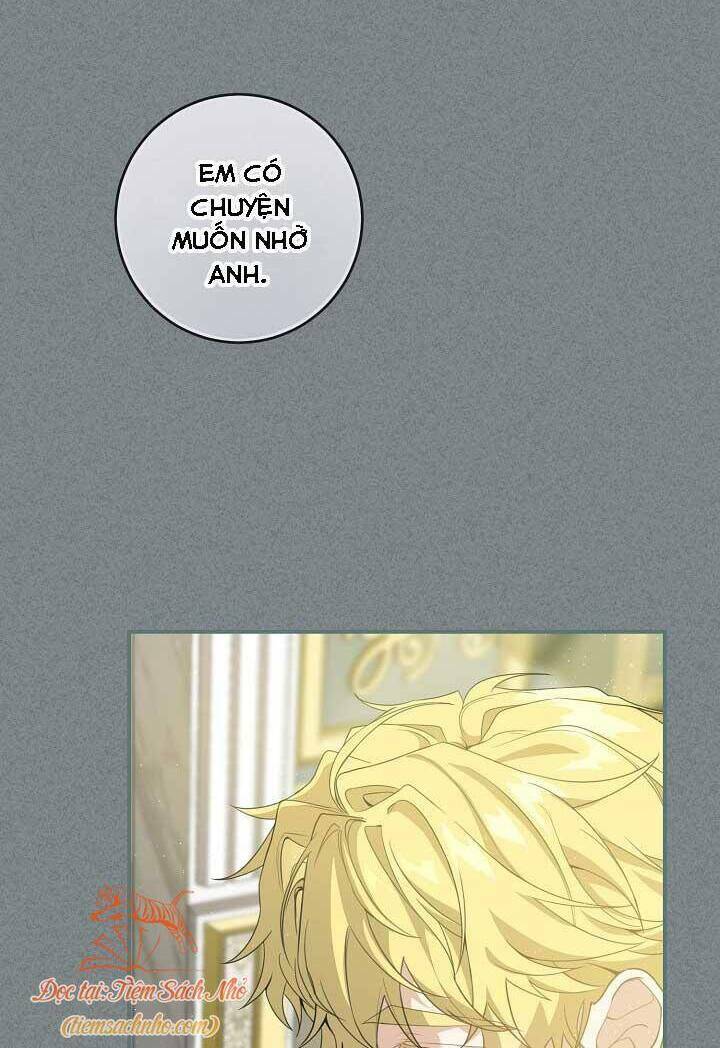 EM CÓ
CHUYỆN
MUỐN NHỜ
ANH.
Đọc tại: Tiệm Sách Nhỏ
(tiemsachnho.com)